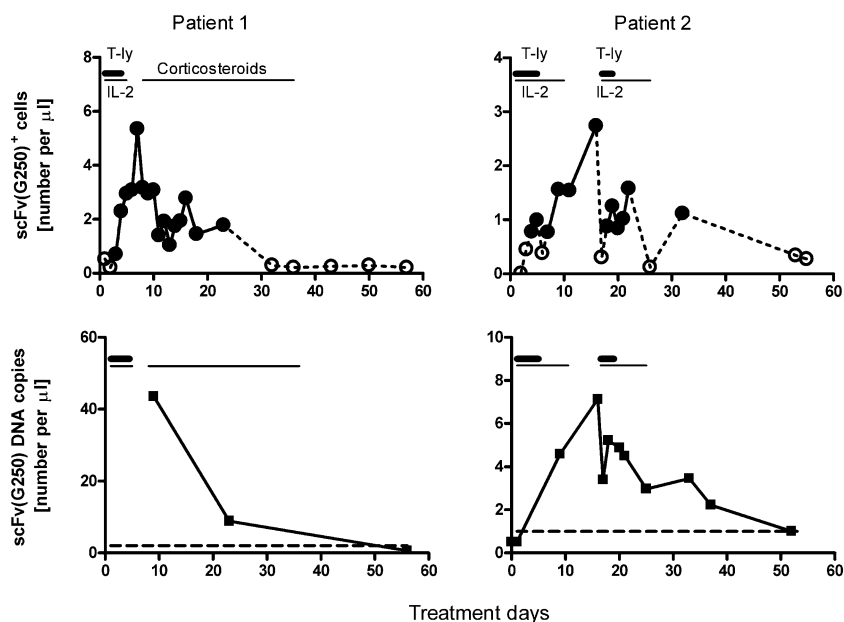 Patient 1
Patient 2
scFv(G250)+ cells
[number per µl]
8
6
4
2
0
0 10 20 30 40 50 60
T-ly
IL-2
Corticosteroids
4
3
2
1
0
0 10 20 30 40 50 60
T-ly
IL-2
T-ly
IL-2
scFv(G250) DNA copies
[number per µl]
60
40
20
0
0 10 20 30 40 50 60
10
8
6
4
2
0
0 10 20 30 40 50 60
Treatment days